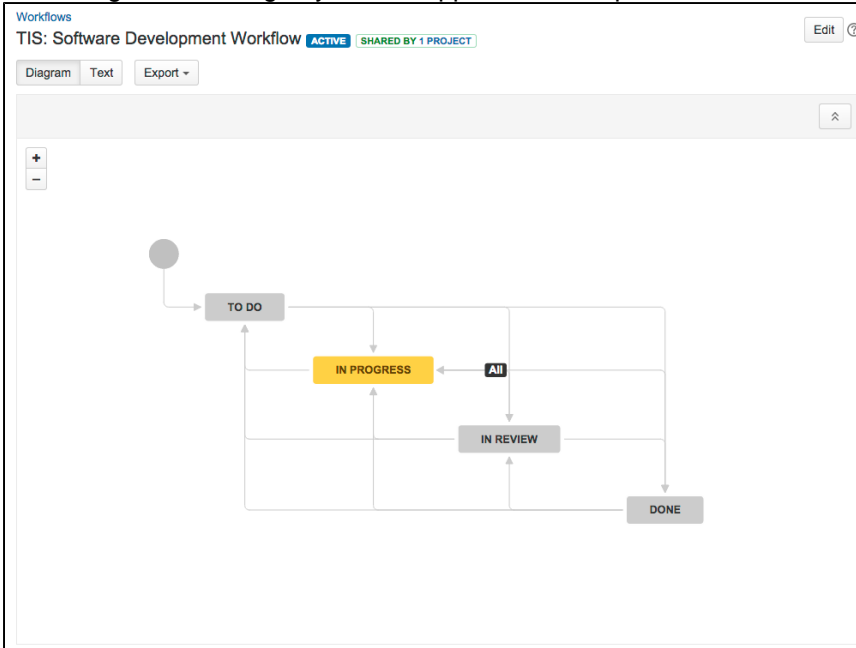 Workflows
TIS: Software Development Workflow ACTIVE SHARED BY 1 PROJECT
Edit
Diagram Text Export
+
−
TO DO
IN PROGRESS
All
IN REVIEW
DONE